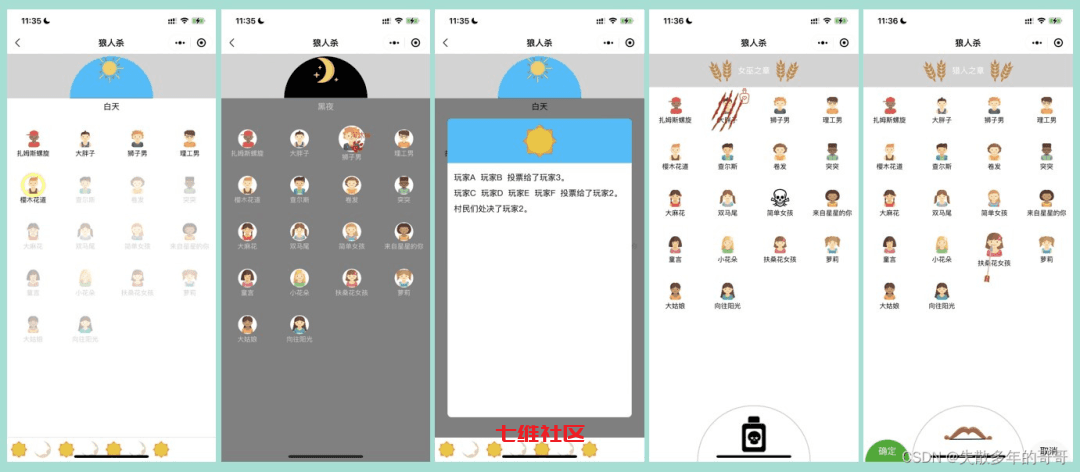 11:35
狼人杀
白天
扎姆斯螺旋 大胖子 狮子男 理工男
樱木花道 查尔斯 卷发 突突
大麻花 双马尾 简单女孩 来自星星的你
童言 小花朵 扶桑花女孩 萝莉
大姑娘 向往阳光
11:35
狼人杀
黑夜
扎姆斯螺旋 大胖子 狮子男 理工男
樱木花道 查尔斯 卷发 突突
大麻花 双马尾 简单女孩 来自星星的你
童言 小花朵 扶桑花女孩 萝莉
大姑娘 向往阳光
11:35
狼人杀
白天
玩家A 玩家B 投票给了玩家3。
玩家C 玩家D 玩家E 玩家F 投票给了玩家2。
村民们处决了玩家2。
七维社区
11:36
狼人杀
女巫之章
扎姆斯螺旋 大胖子 狮子男 理工男
樱木花道 查尔斯 卷发 突突
大麻花 双马尾 简单女孩 来自星星的你
童言 小花朵 扶桑花女孩 萝莉
大姑娘 向往阳光
11:36
狼人杀
猎人之章
扎姆斯螺旋 大胖子 狮子男 理工男
樱木花道 查尔斯 卷发 突突
大麻花 双马尾 简单女孩 来自星星的你
童言 小花朵 扶桑花女孩 萝莉
大姑娘 向往阳光
确定
取消
CSDN @失散多年的哥哥